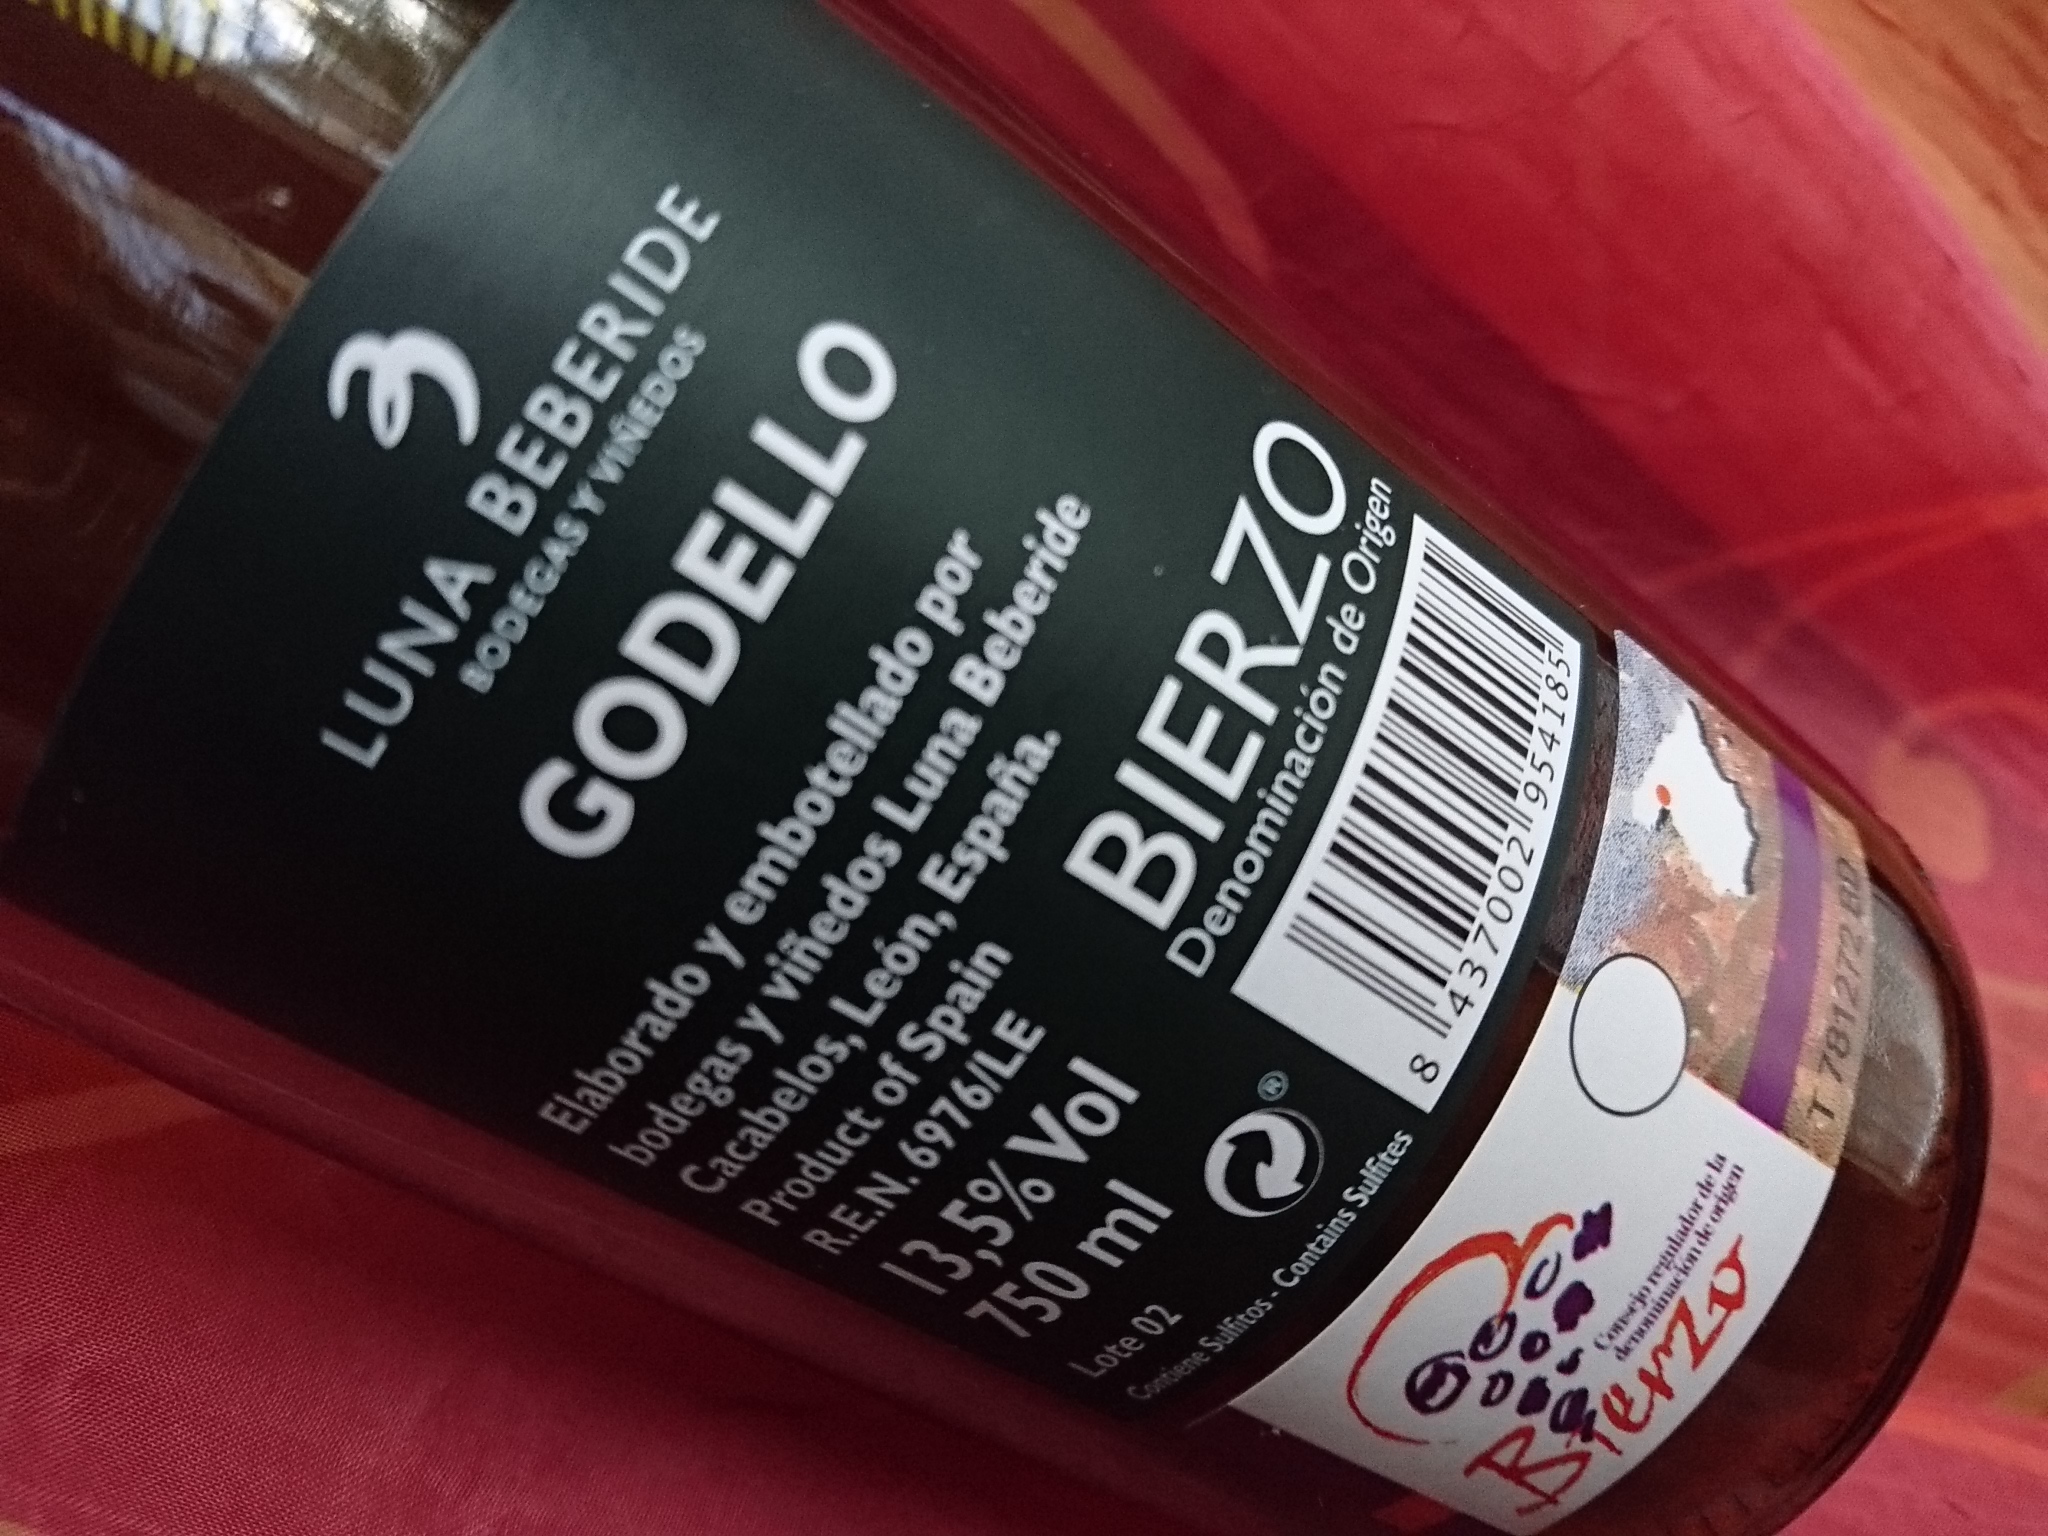 LUNA BEBERIDE
BODEGAS Y VIÑEDOS
GODELLO
Elaborado y embotellado por
bodegas y viñedos Luna Beberide
Cacabelos, León, España.
Product of Spain
R.E.N. 6976/LE
13,5% Vol
750 ml
BIERZO
Denominación de Origen
8 437002 954185
®
Lote 02
Contiene Sulfitos - Contains Sulfites
T 781272 BD
Consejo regulador de la
denominación de origen
Bierzo